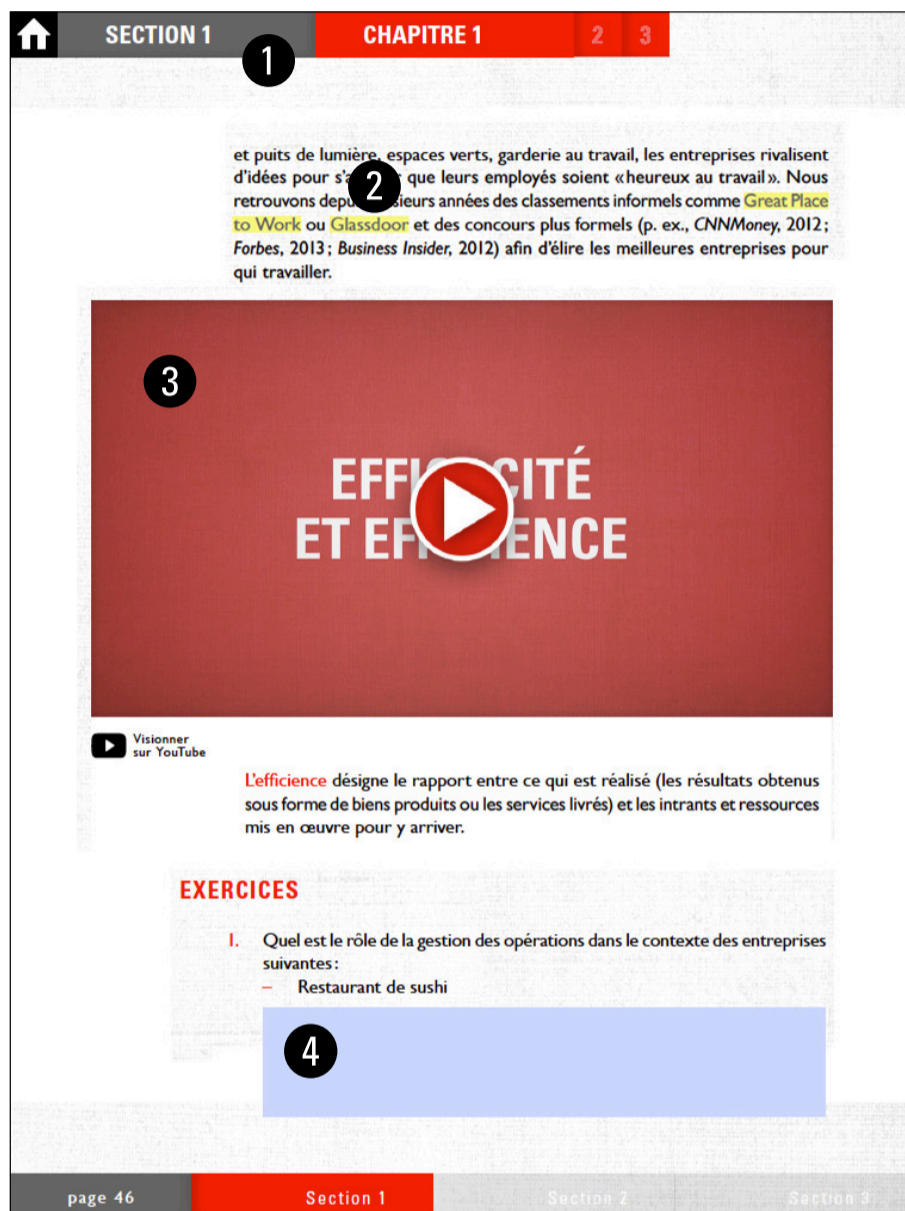 SECTION 1 CHAPITRE 1 2 3
1
et puits de lumière, espaces verts, garderie au travail, les entreprises rivalisent
d'idées pour s'a que leurs employés soient «heureux au travail». Nous
2
retrouvons depu sieurs années des classements informels comme Great Place
to Work ou Glassdoor et des concours plus formels (p. ex., CNNMoney, 2012;
Forbes, 2013; Business Insider, 2012) afin d'élire les meilleures entreprises pour
qui travailler.
3
EFFICACITÉ
ET EFFICIENCE
Visionner
sur YouTube
L'efficience désigne le rapport entre ce qui est réalisé (les résultats obtenus
sous forme de biens produits ou les services livrés) et les intrants et ressources
mis en œuvre pour y arriver.
EXERCICES
1. Quel est le rôle de la gestion des opérations dans le contexte des entreprises
suivantes:
– Restaurant de sushi
4
page 46 Section 1 Section 2 Section 3